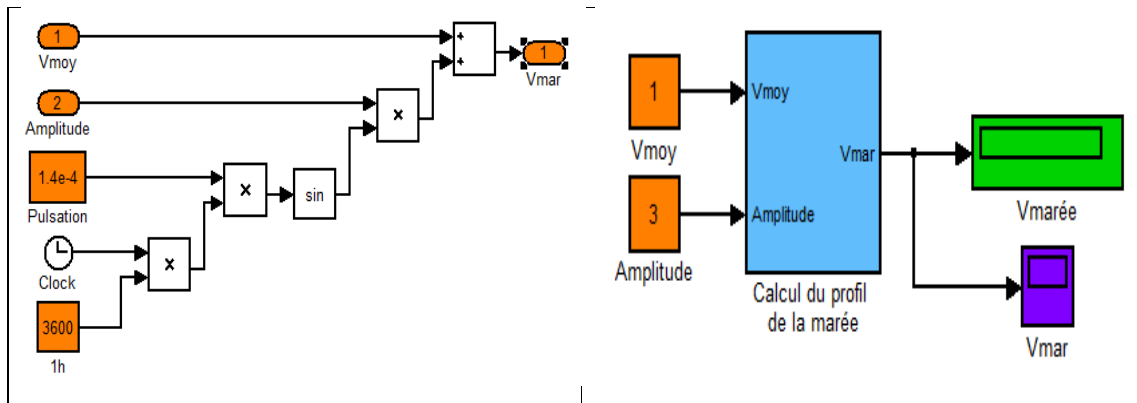 1
Vmoy
2
Amplitude
1.4e-4
Pulsation
Clock
3600
1h
×
×
sin
×
+
+
1
Vmar
1
Vmoy
3
Amplitude
Vmoy
Amplitude
Vmar
Calcul du profil
de la marée
Vmarée
Vmar